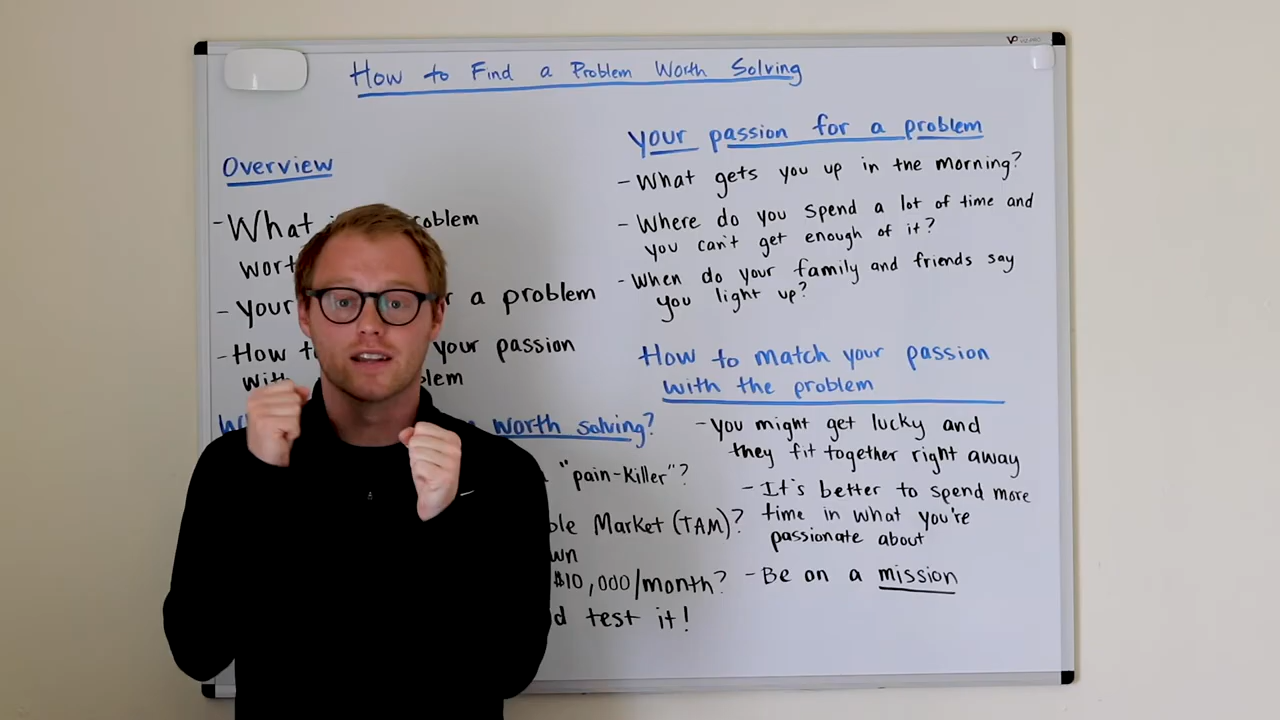 How to Find a Problem Worth Solving
Overview
- What problem
- Your a problem
- How your passion
with
worth solving?
"pain-killer"?
Market (TAM)?
$10,000/month?
test it!
your passion for a problem
- What gets you up in the morning?
- Where do you spend a lot of time and
you can't get enough of it?
- When do your family and friends say
you light up?
How to match your passion
with the problem
- you might get lucky and
they fit together right away
- It's better to spend more
time in what you're
passionate about
- Be on a mission